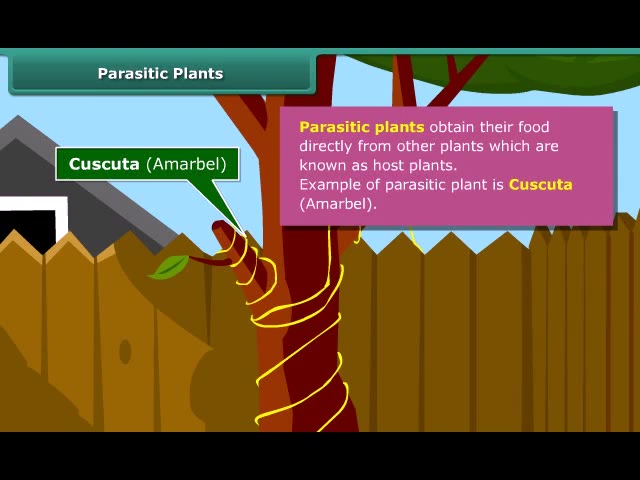 Parasitic Plants
Cuscuta (Amarbel)
Parasitic plants obtain their food
directly from other plants which are
known as host plants.
Example of parasitic plant is Cuscuta
(Amarbel).